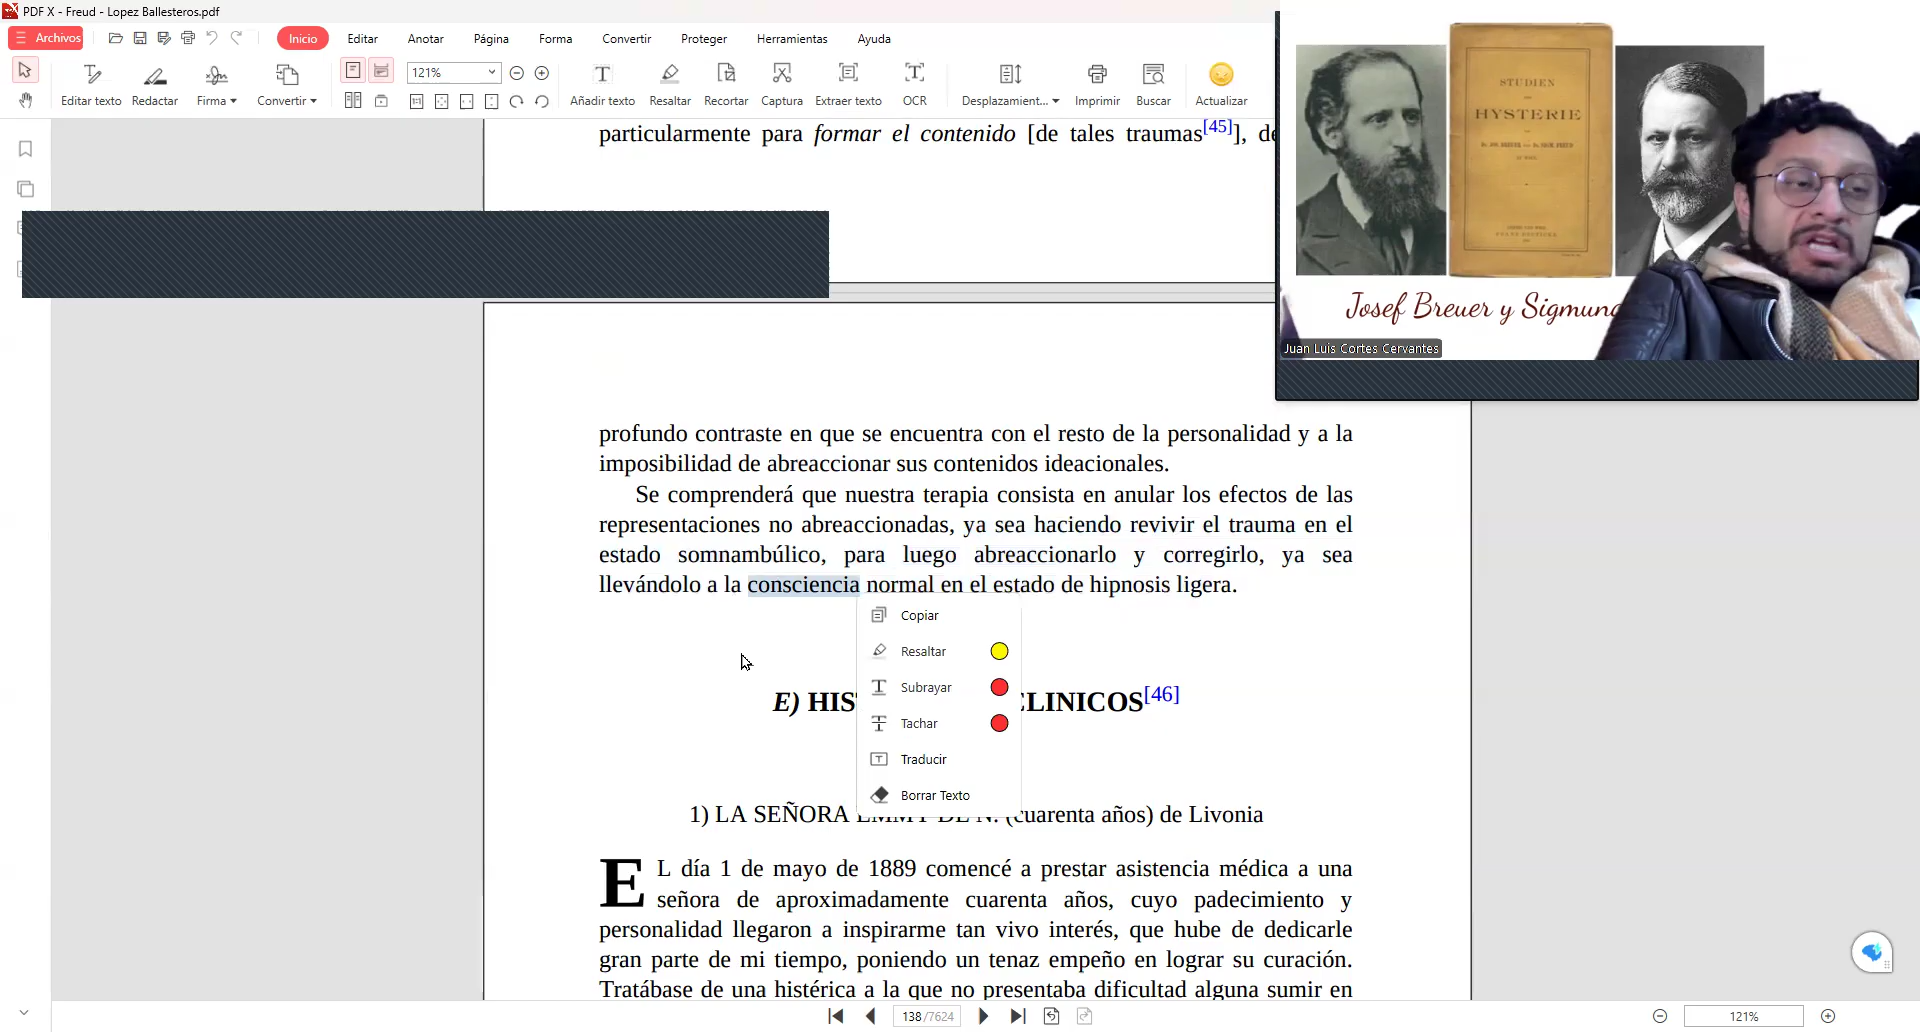 PDF X - Freud - Lopez Ballesteros.pdf
Archivos
Inicio
Editar
Anotar
Página
Forma
Convertir
Proteger
Herramientas
Ayuda
Editar texto
Redactar
Firma
Convertir
121%
Añadir texto
Resaltar
Recortar
Captura
Extraer texto
OCR
Desplazamient...
Imprimir
Buscar
Actualizar
STUDIEN
HYSTERIE
Josef Breuer y Sigmund
Juan Luis Cortes Cervantes
particularmente para formar el contenido [de tales traumas[45]], de
profundo contraste en que se encuentra con el resto de la personalidad y a la
imposibilidad de abreaccionar sus contenidos ideacionales.
Se comprenderá que nuestra terapia consista en anular los efectos de las
representaciones no abreaccionadas, ya sea haciendo revivir el trauma en el
estado somnambúlico, para luego abreaccionarlo y corregirlo, ya sea
llevándolo a la consciencia normal en el estado de hipnosis ligera.
Copiar
Resaltar
Subrayar
Tachar
Traducir
Borrar Texto
E) HIS CLINICOS[46]
1) LA SEÑORA EMMY DE N. (cuarenta años) de Livonia
EL día 1 de mayo de 1889 comencé a prestar asistencia médica a una
señora de aproximadamente cuarenta años, cuyo padecimiento y
personalidad llegaron a inspirarme tan vivo interés, que hube de dedicarle
gran parte de mi tiempo, poniendo un tenaz empeño en lograr su curación.
Tratábase de una histérica a la que no presentaba dificultad alguna sumir en
138/7624
121%